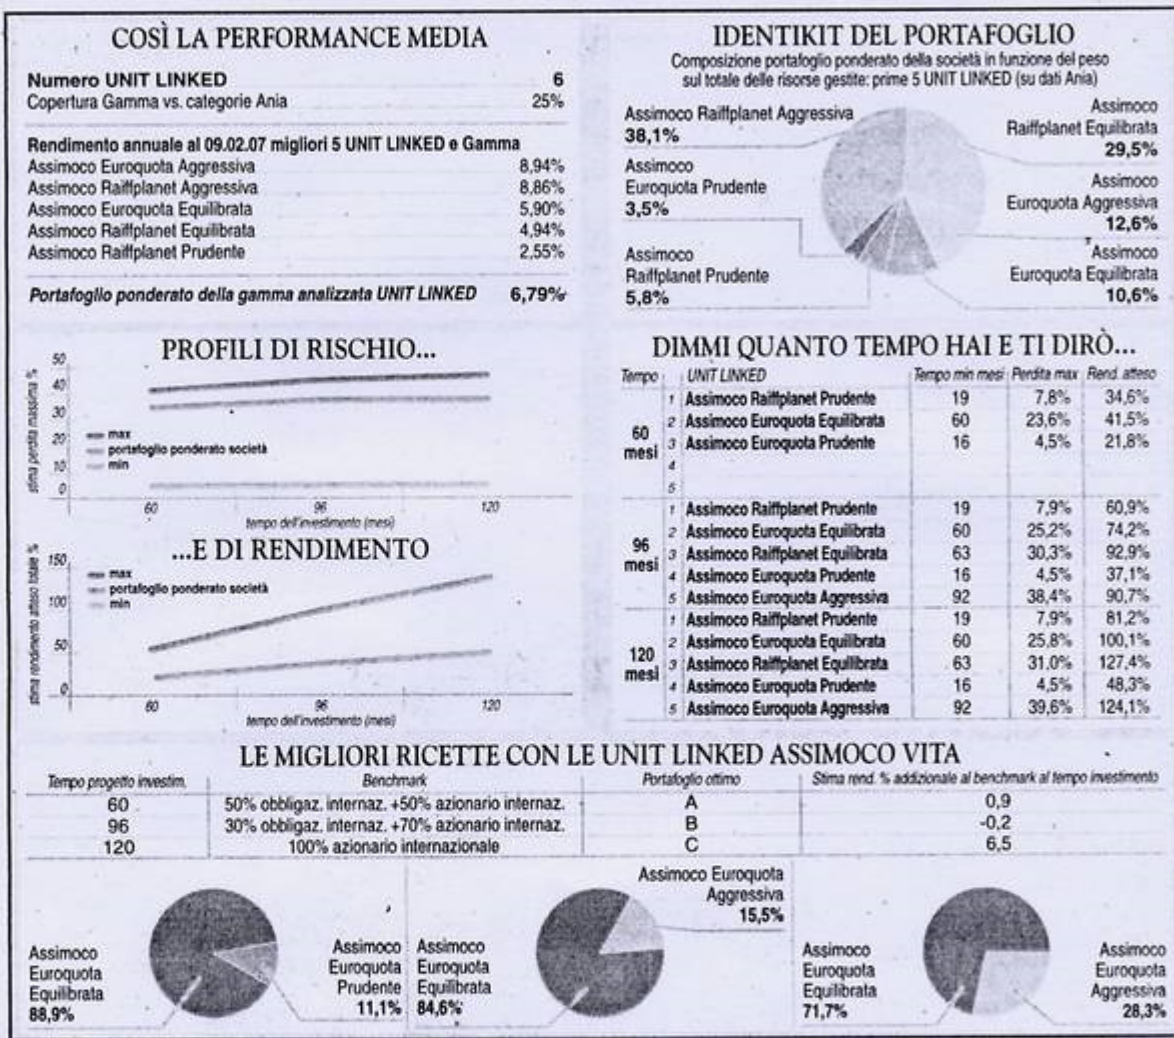 COSÌ LA PERFORMANCE MEDIA
Numero UNIT LINKED 6
Copertura Gamma vs. categorie Ania 25%
Rendimento annuale al 09.02.07 migliori 5 UNIT LINKED e Gamma
Assimoco Euroquota Aggressiva 8,94%
Assimoco Raiffplanet Aggressiva 8,86%
Assimoco Euroquota Equilibrata 5,90%
Assimoco Raiffplanet Equilibrata 4,94%
Assimoco Raiffplanet Prudente 2,55%
Portafoglio ponderato della gamma analizzata UNIT LINKED 6,79%
IDENTIKIT DEL PORTAFOGLIO
Composizione portafoglio ponderato della società in funzione del peso
sul totale delle risorse gestite: prime 5 UNIT LINKED (su dati Ania)
Assimoco Raiffplanet Aggressiva
38,1%
Assimoco
Euroquota Prudente
3,5%
Assimoco
Raiffplanet Prudente
5,8%
Assimoco
Raiffplanet Equilibrata
29,5%
Assimoco
Euroquota Aggressiva
12,6%
Assimoco
Euroquota Equilibrata
10,6%
PROFILI DI RISCHIO...
stima perdita massima %
50
40
30
20
10
0
max
portafoglio ponderato società
min
60 96 120
tempo dell'investimento (mesi)
...E DI RENDIMENTO
stima rendimento atteso totale %
150
100
50
0
max
portafoglio ponderato società
min
60 96 120
tempo dell'investimento (mesi)
DIMMI QUANTO TEMPO HAI E TI DIRÒ...
Tempo UNIT LINKED Tempo min mesi Perdita max Rend. atteso
60 mesi
1 Assimoco Raiffplanet Prudente 19 7,8% 34,6%
2 Assimoco Euroquota Equilibrata 60 23,6% 41,5%
3 Assimoco Euroquota Prudente 16 4,5% 21,8%
4
5
96 mesi
1 Assimoco Raiffplanet Prudente 19 7,9% 60,9%
2 Assimoco Euroquota Equilibrata 60 25,2% 74,2%
3 Assimoco Raiffplanet Equilibrata 63 30,3% 92,9%
4 Assimoco Euroquota Prudente 16 4,5% 37,1%
5 Assimoco Euroquota Aggressiva 92 38,4% 90,7%
120 mesi
1 Assimoco Raiffplanet Prudente 19 7,9% 81,2%
2 Assimoco Euroquota Equilibrata 60 25,8% 100,1%
3 Assimoco Raiffplanet Equilibrata 63 31,0% 127,4%
4 Assimoco Euroquota Prudente 16 4,5% 48,3%
5 Assimoco Euroquota Aggressiva 92 39,6% 124,1%
LE MIGLIORI RICETTE CON LE UNIT LINKED ASSIMOCO VITA
Tempo progetto investim. Benchmark Portafoglio ottimo Stima rend. % addizionale al benchmark al tempo investimento
60 50% obbligaz. internaz. +50% azionario internaz. A 0,9
96 30% obbligaz. internaz. +70% azionario internaz. B -0,2
120 100% azionario internazionale C 6,5
Assimoco
Euroquota
Equilibrata
88,9%
Assimoco
Euroquota
Prudente
11,1%
Assimoco
Euroquota
Equilibrata
84,6%
Assimoco Euroquota
Aggressiva
15,5%
Assimoco
Euroquota
Equilibrata
71,7%
Assimoco
Euroquota
Aggressiva
28,3%